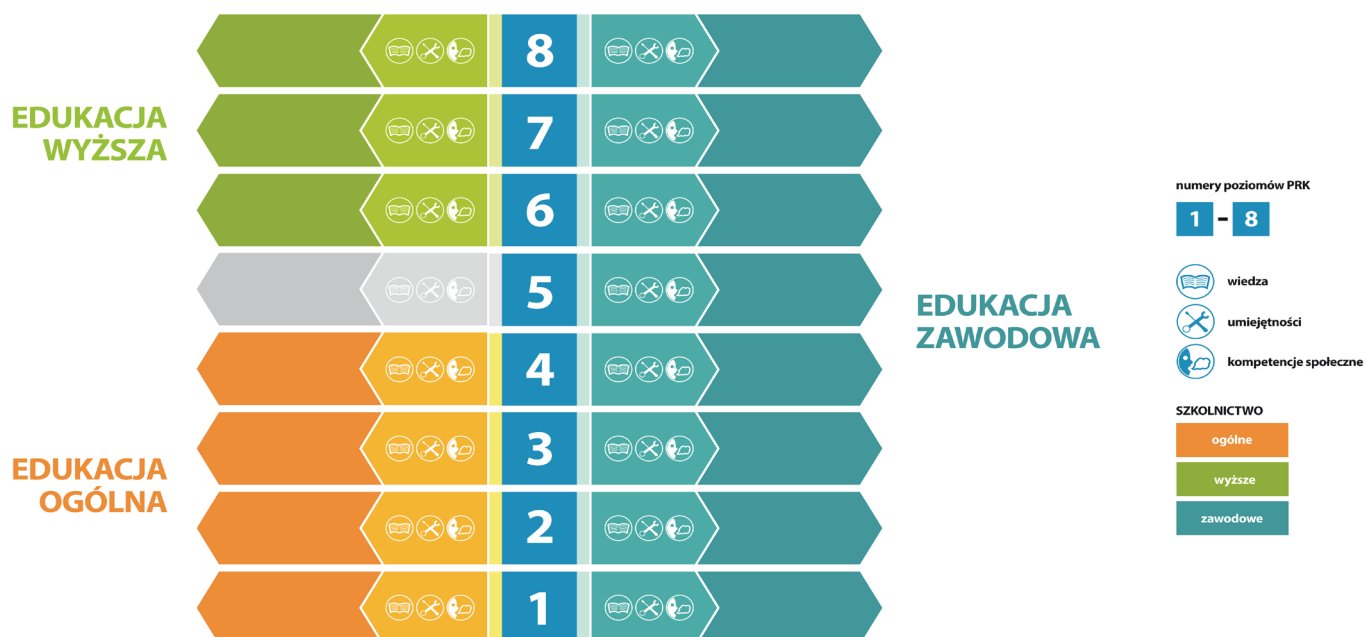 EDUKACJA
WYŻSZA
EDUKACJA
OGÓLNA
8
7
6
5
4
3
2
1
EDUKACJA
ZAWODOWA
numery poziomów PRK
1 - 8
wiedza
umiejętności
kompetencje społeczne
SZKOLNICTWO
ogólne
wyższe
zawodowe